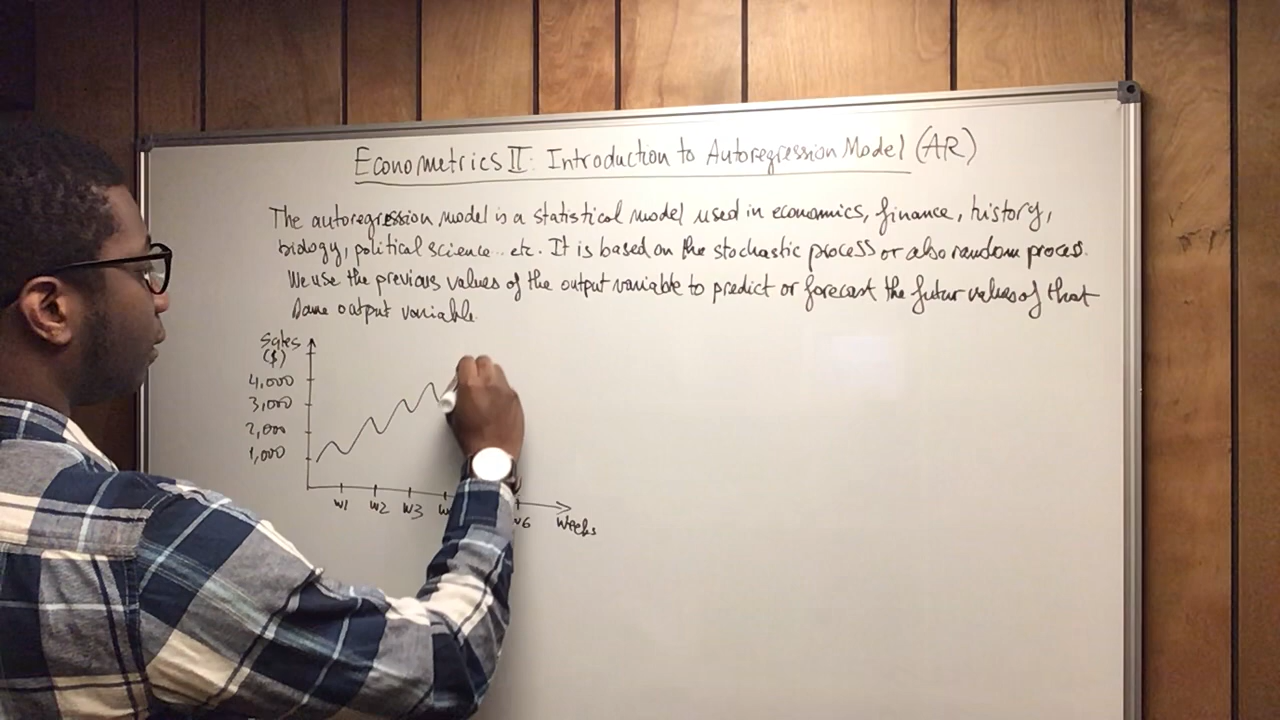 Econometrics II: Introduction to Autoregression Model (AR)
The autoregression model is a statistical model used in economics, finance, history,
biology, political science... etc. It is based on the stochastic process or also random process.
We use the previous values of the output variable to predict or forecast the futur values of that
same output variable.
Sales
($)
4,000
3,000
2,000
1,000
W1 W2 W3 W6 Weeks